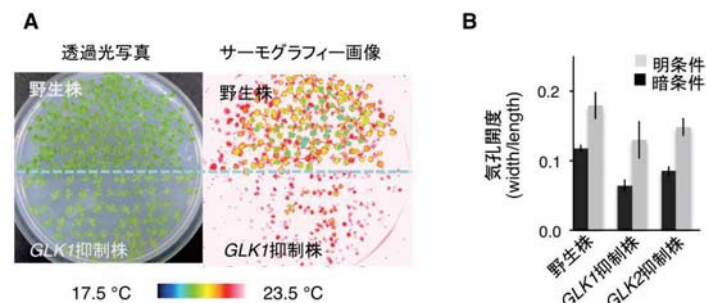 A
透過光写真
サーモグラフィー画像
野生株
野生株
GLK1抑制株
GLK1抑制株
17.5 °C
23.5 °C
B
明条件
暗条件
気孔開度
(width/length)
0.2
0.1
0.0
野生株
GLK1抑制株
GLK2抑制株